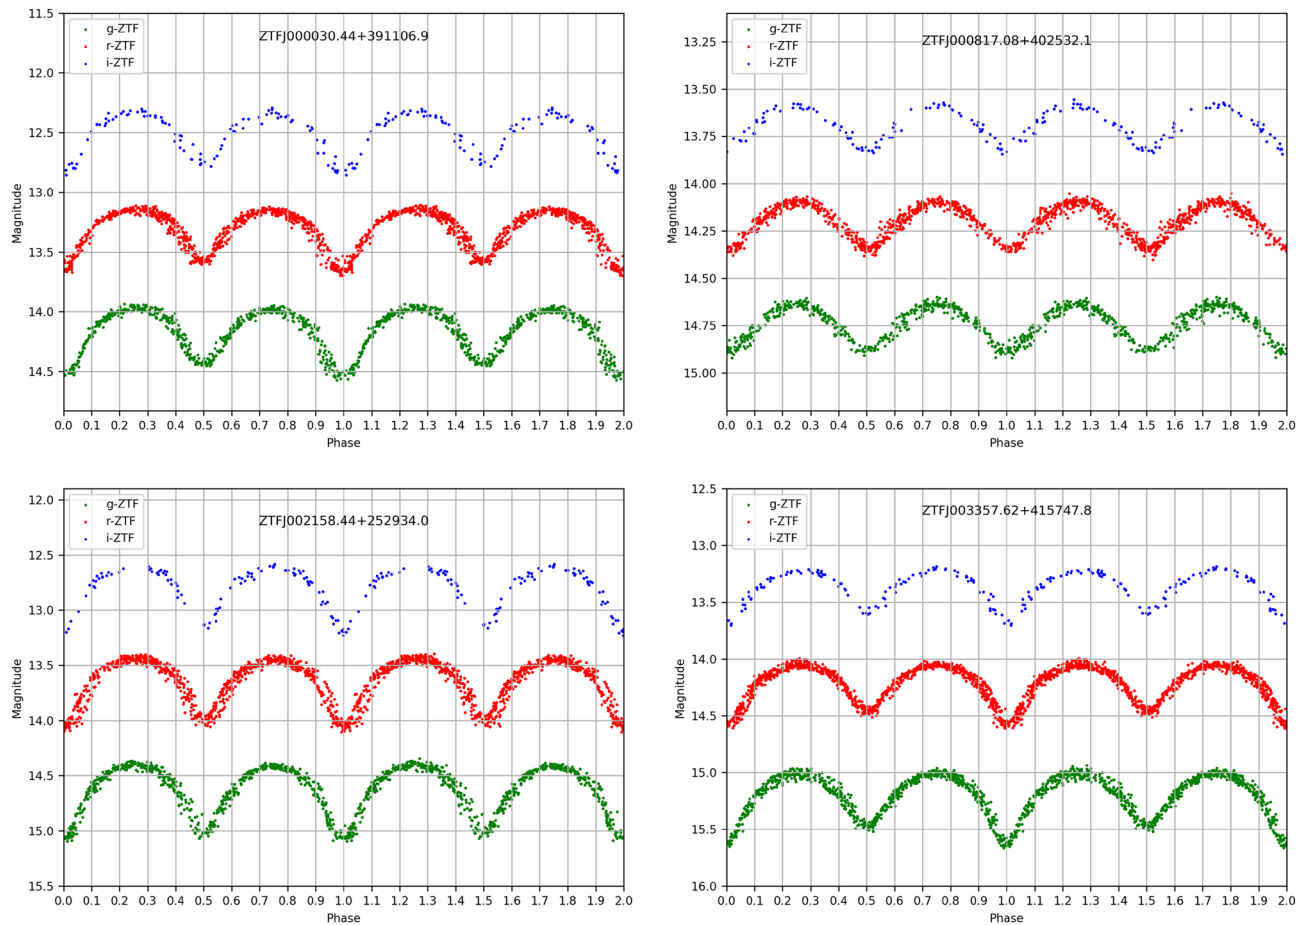 ZTFJ000030.44+391106.9
g-ZTF
r-ZTF
i-ZTF
11.5
12.0
12.5
13.0
13.5
14.0
14.5
Magnitude
0.0 0.1 0.2 0.3 0.4 0.5 0.6 0.7 0.8 0.9 1.0 1.1 1.2 1.3 1.4 1.5 1.6 1.7 1.8 1.9 2.0
Phase
ZTFJ000817.08+402532.1
g-ZTF
r-ZTF
i-ZTF
13.25
13.50
13.75
14.00
14.25
14.50
14.75
15.00
Magnitude
0.0 0.1 0.2 0.3 0.4 0.5 0.6 0.7 0.8 0.9 1.0 1.1 1.2 1.3 1.4 1.5 1.6 1.7 1.8 1.9 2.0
Phase
ZTFJ002158.44+252934.0
g-ZTF
r-ZTF
i-ZTF
12.0
12.5
13.0
13.5
14.0
14.5
15.0
15.5
Magnitude
0.0 0.1 0.2 0.3 0.4 0.5 0.6 0.7 0.8 0.9 1.0 1.1 1.2 1.3 1.4 1.5 1.6 1.7 1.8 1.9 2.0
Phase
ZTFJ003357.62+415747.8
g-ZTF
r-ZTF
i-ZTF
12.5
13.0
13.5
14.0
14.5
15.0
15.5
16.0
Magnitude
0.0 0.1 0.2 0.3 0.4 0.5 0.6 0.7 0.8 0.9 1.0 1.1 1.2 1.3 1.4 1.5 1.6 1.7 1.8 1.9 2.0
Phase